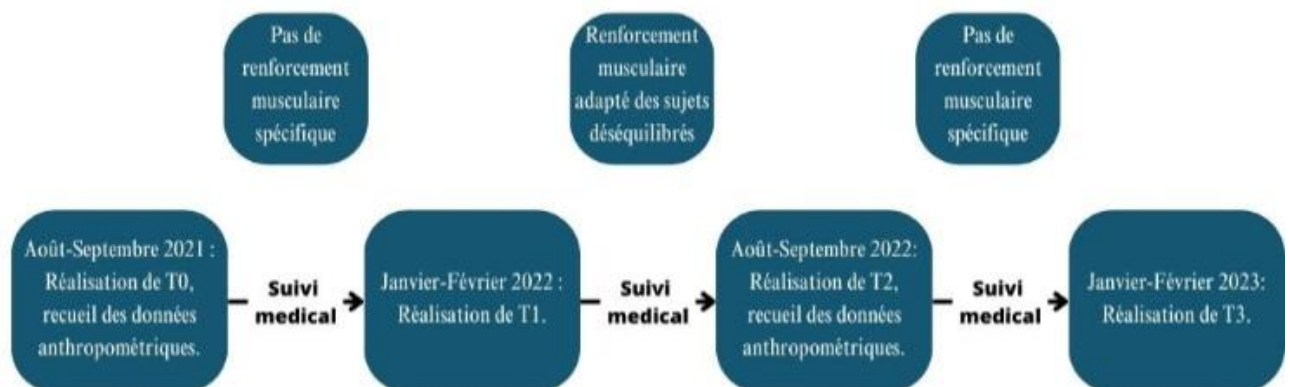 Pas de
renforcement
musculaire
spécifique
Renforcement
musculaire
adapté des sujets
déséquilibrés
Pas de
renforcement
musculaire
spécifique
Août-Septembre 2021 :
Réalisation de T0,
recueil des données
anthropométriques.
Suivi
medical
Janvier-Février 2022 :
Réalisation de T1.
Suivi
medical
Août-Septembre 2022:
Réalisation de T2,
recueil des données
anthropométriques.
Suivi
medical
Janvier-Février 2023:
Réalisation de T3.